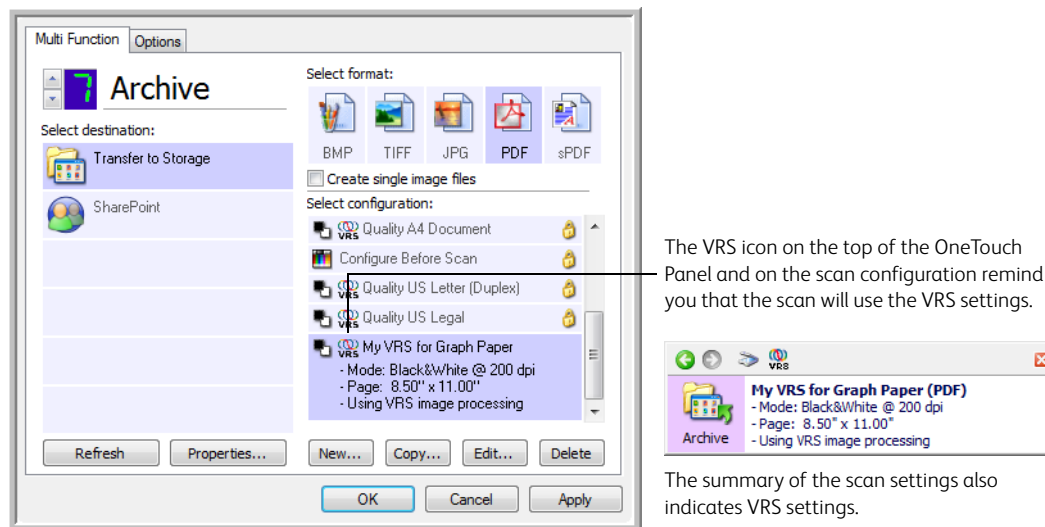 Multi Function
Options
7
Archive
Select destination:
Transfer to Storage
SharePoint
Select format:
BMP TIFF JPG PDF sPDF
Create single image files
Select configuration:
VRS Quality A4 Document
Configure Before Scan
VRS Quality US Letter (Duplex)
VRS Quality US Legal
VRS My VRS for Graph Paper
- Mode: Black&White @ 200 dpi
- Page: 8.50" x 11.00"
- Using VRS image processing
Refresh Properties... New... Copy... Edit... Delete
OK Cancel Apply
The VRS icon on the top of the OneTouch
Panel and on the scan configuration remind
you that the scan will use the VRS settings.
VRS
My VRS for Graph Paper (PDF)
- Mode: Black&White @ 200 dpi
- Page: 8.50" x 11.00"
- Using VRS image processing
Archive
The summary of the scan settings also
indicates VRS settings.